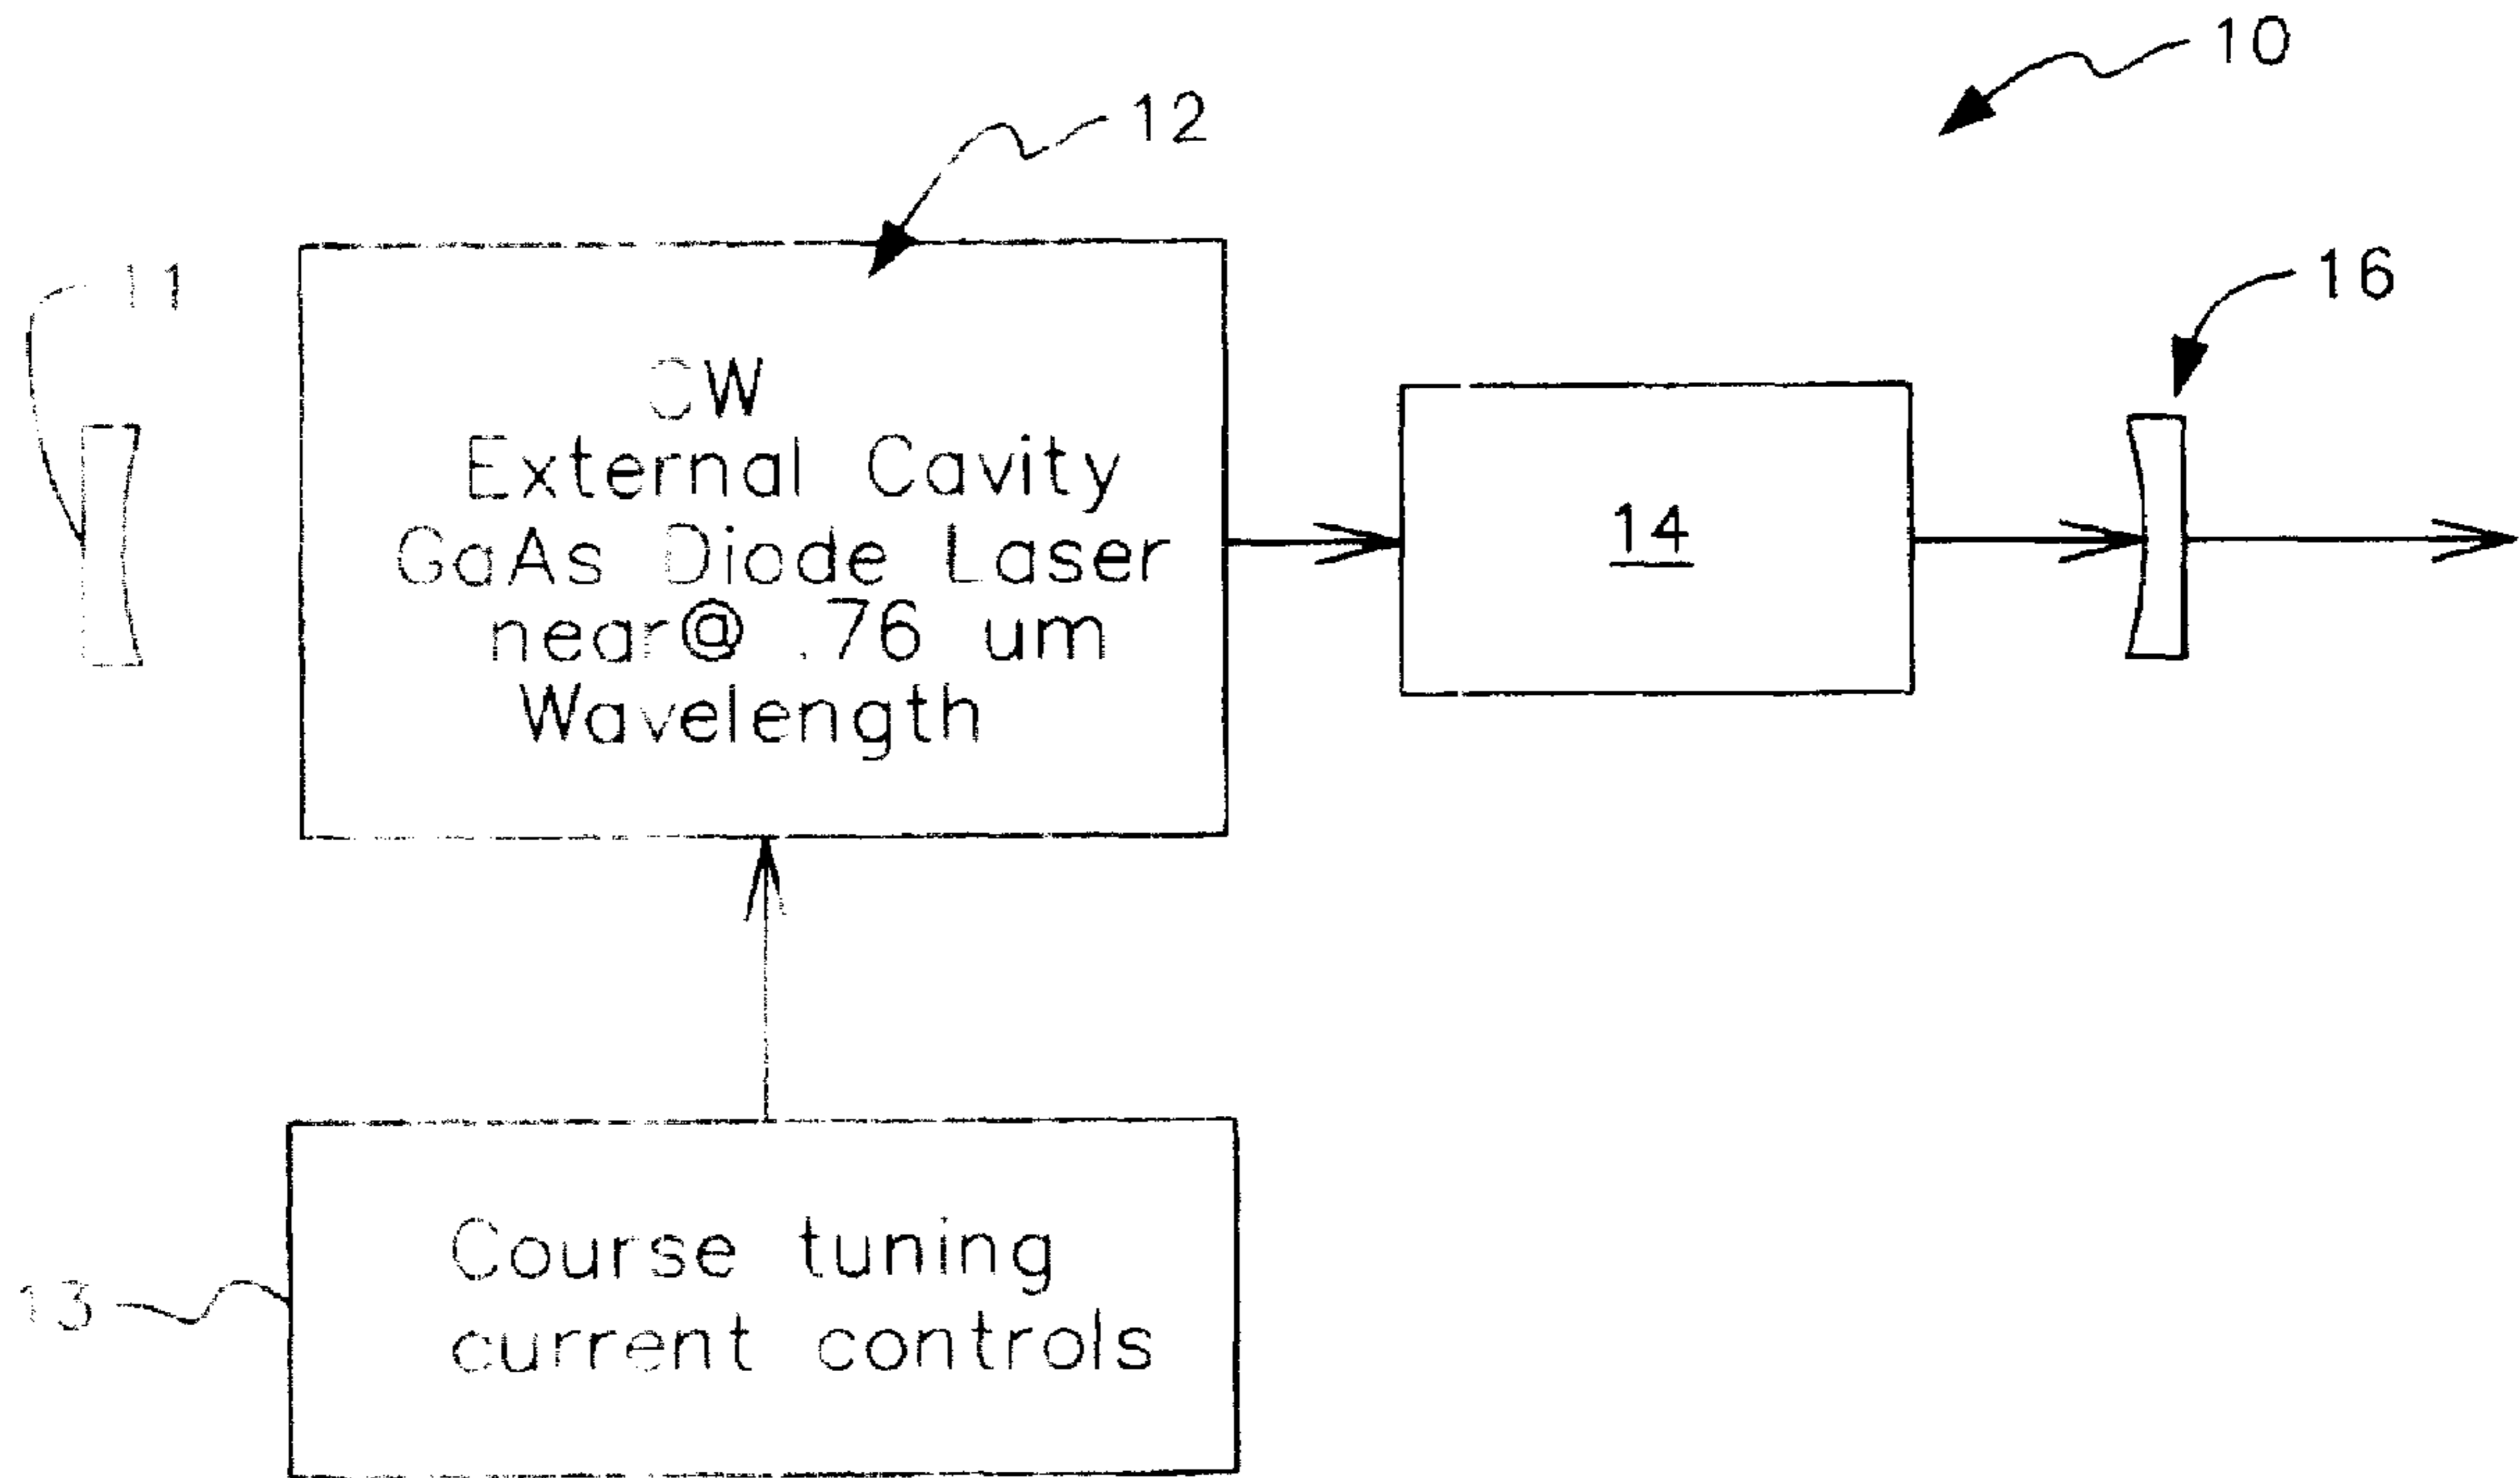 10
12
11
16
CW
External Cavity
GaAs Diode Laser
near@ .76 um
Wavelength
14
Course tuning
current controls
13